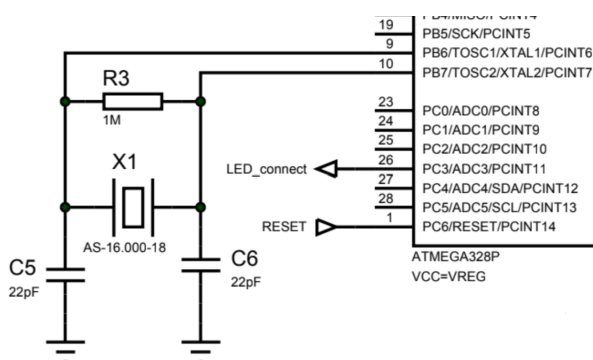 PB4/MISO/PCINT4
19 PB5/SCK/PCINT5
9 PB6/TOSC1/XTAL1/PCINT6
10 PB7/TOSC2/XTAL2/PCINT7
R3
1M
23 PC0/ADC0/PCINT8
24 PC1/ADC1/PCINT9
25 PC2/ADC2/PCINT10
X1
LED_connect 26 PC3/ADC3/PCINT11
27 PC4/ADC4/SDA/PCINT12
28 PC5/ADC5/SCL/PCINT13
RESET 1 PC6/RESET/PCINT14
AS-16.000-18
ATMEGA328P
VCC=VREG
C5
22pF
C6
22pF